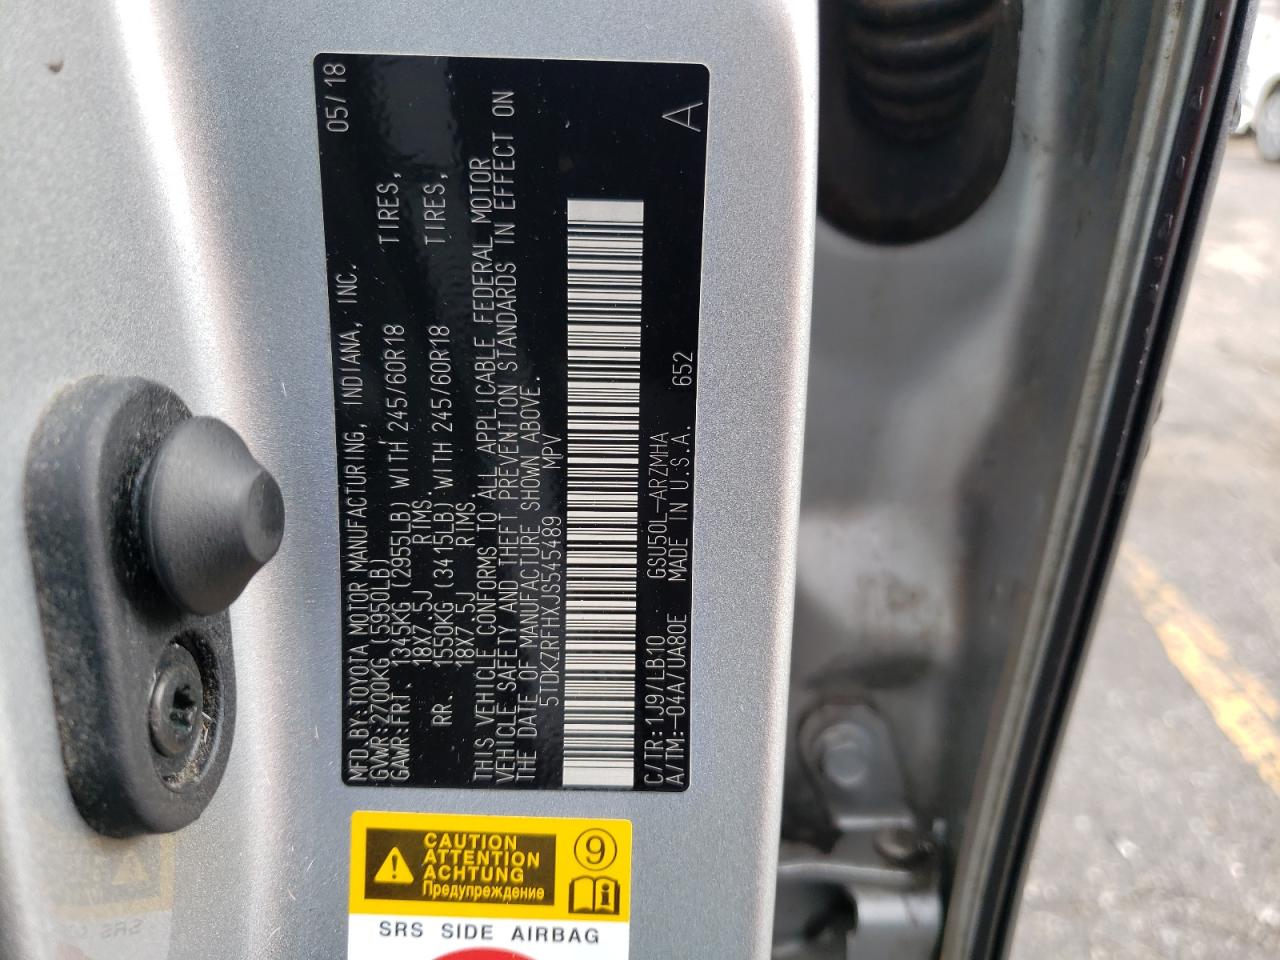 MFD.BY:TOYOTA MOTOR MANUFACTURING, INDIANA, INC. 05/18
GVWR:2700KG (5950LB)
GAWR:FRT. 1345KG (2955LB) WITH 245/60R18 TIRES,
18X7.5J RIMS.
RR. 1550KG (3415LB) WITH 245/60R18 TIRES,
18X7.5J RIMS.
THIS VEHICLE CONFORMS TO ALL APPLICABLE FEDERAL MOTOR
VEHICLE SAFETY AND THEFT PREVENTION STANDARDS IN EFFECT ON
THE DATE OF MANUFACTURE SHOWN ABOVE.
5TDKZRFHXJS545489 MPV
C/TR:1J9/LB10 GSU50L-ARZMHA
A/TM:-04A/UA80E MADE IN U.S.A. 652
A
CAUTION
ATTENTION
ACHTUNG
Предупреждение
9
i
SRS SIDE AIRBAG